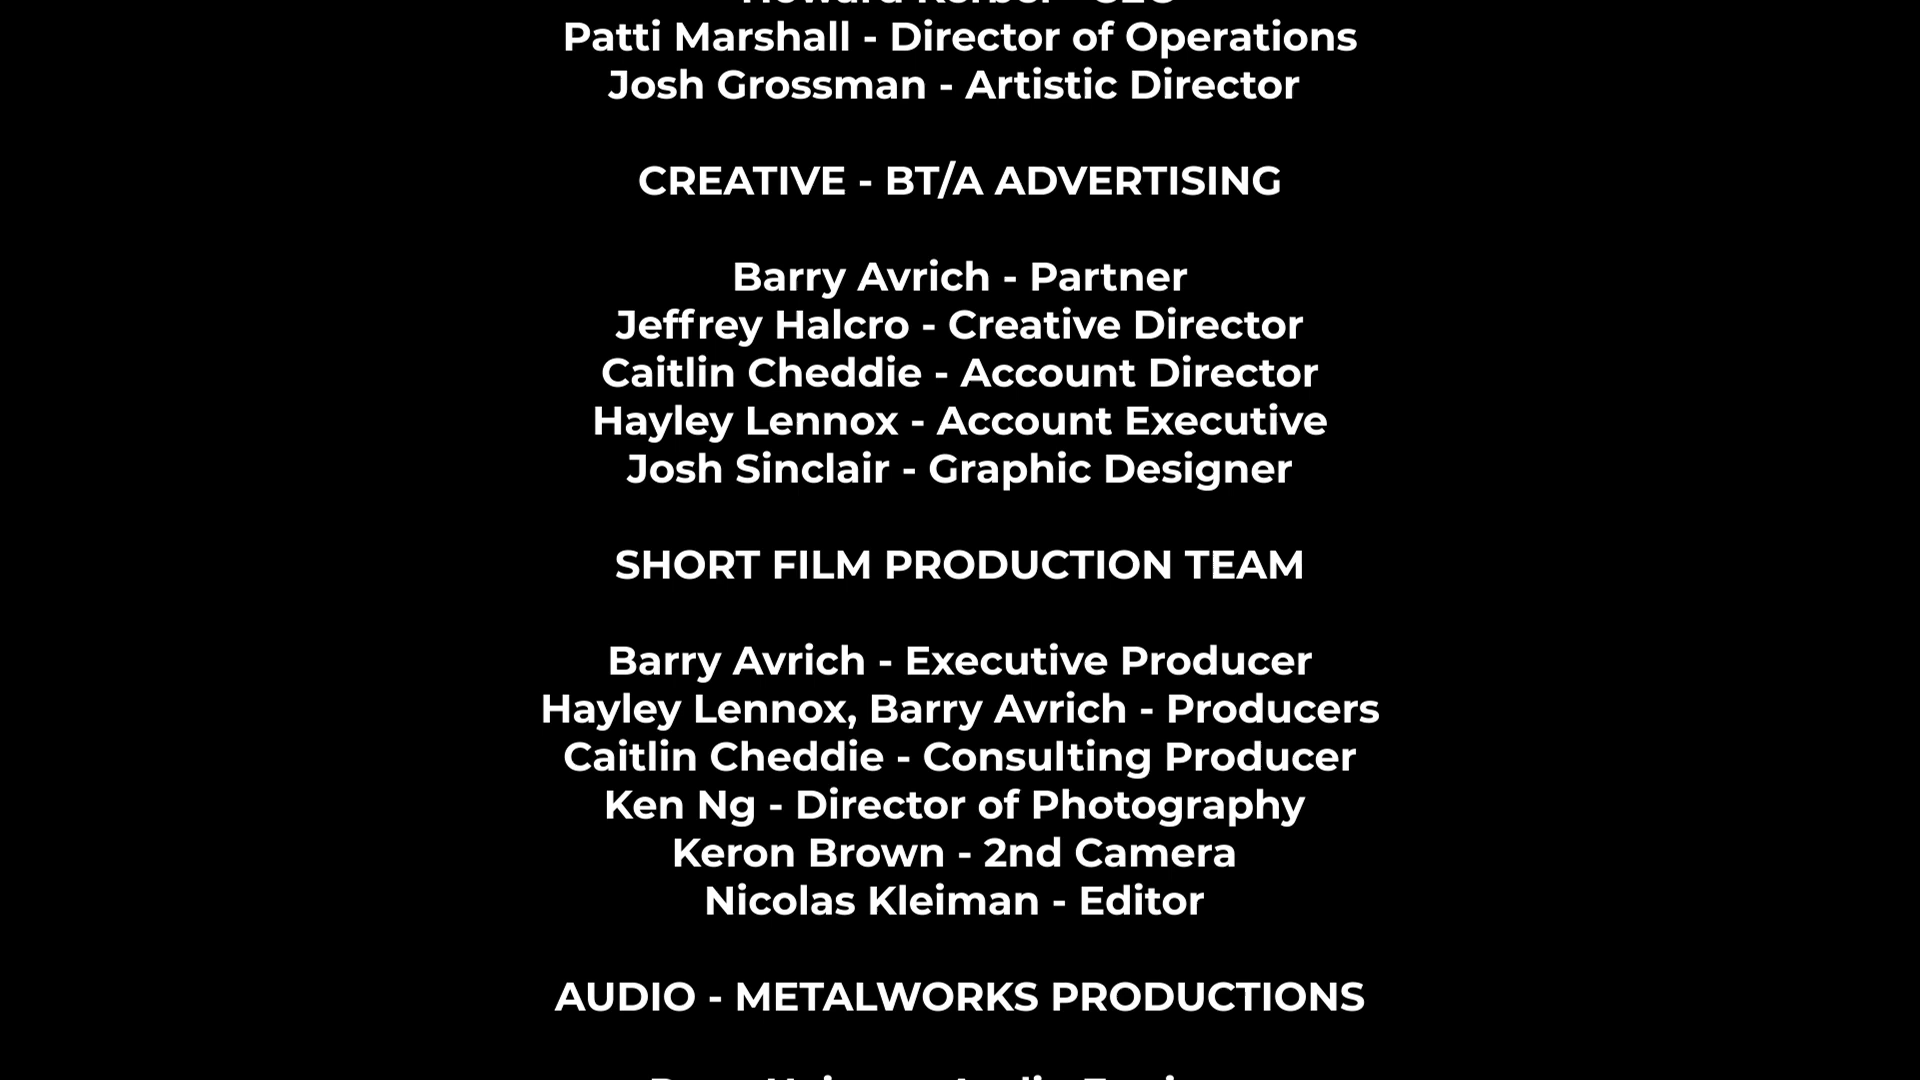 Patti Marshall - Director of Operations
Josh Grossman - Artistic Director
CREATIVE - BT/A ADVERTISING
Barry Avrich - Partner
Jeffrey Halcro - Creative Director
Caitlin Cheddie - Account Director
Hayley Lennox - Account Executive
Josh Sinclair - Graphic Designer
SHORT FILM PRODUCTION TEAM
Barry Avrich - Executive Producer
Hayley Lennox, Barry Avrich - Producers
Caitlin Cheddie - Consulting Producer
Ken Ng - Director of Photography
Keron Brown - 2nd Camera
Nicolas Kleiman - Editor
AUDIO - METALWORKS PRODUCTIONS